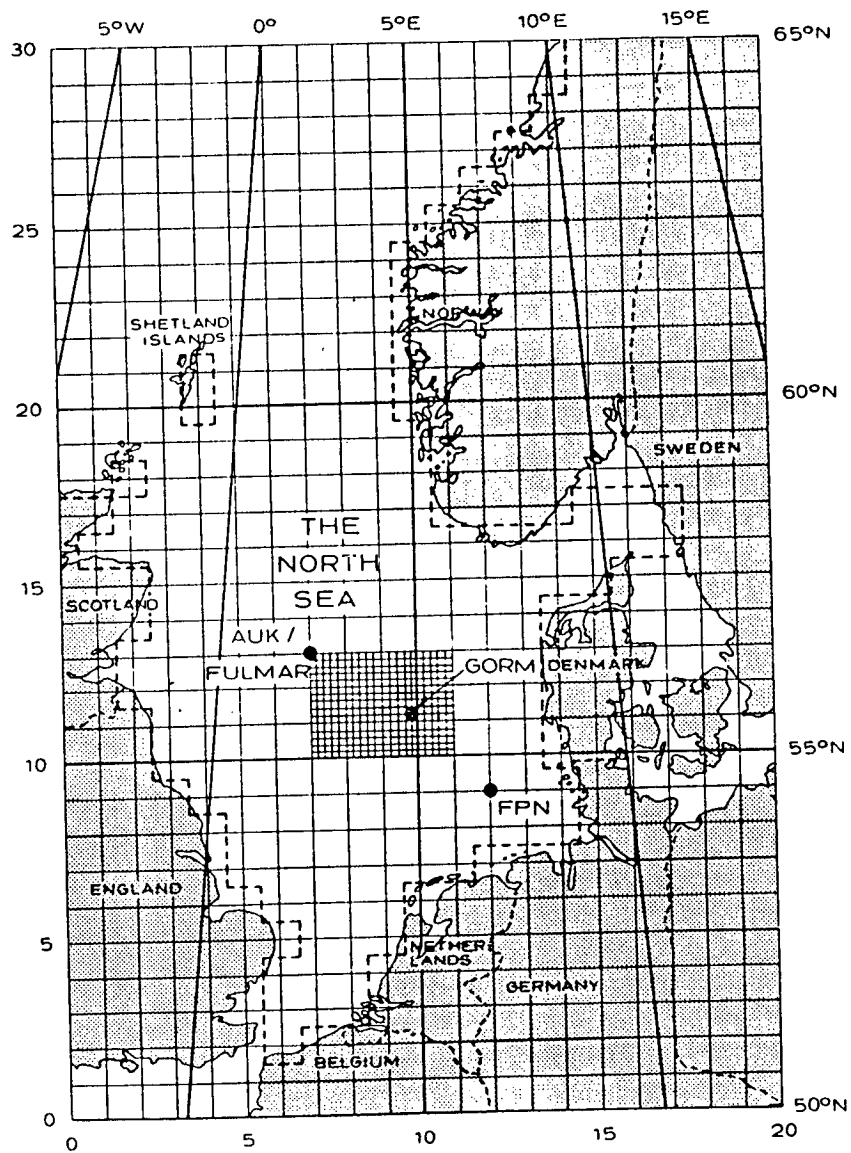 5°W 0° 5°E 10°E 15°E
30 65°N
25
SHETLAND
ISLANDS
NORWAY
20 60°N
SWEDEN
THE
NORTH
SEA
15
SCOTLAND
AUK /
FULMAR
GORM DENMARK
10 55°N
FPN
ENGLAND
5
NETHER
LANDS
GERMANY
BELGIUM
0 50°N
0 5 10 15 20